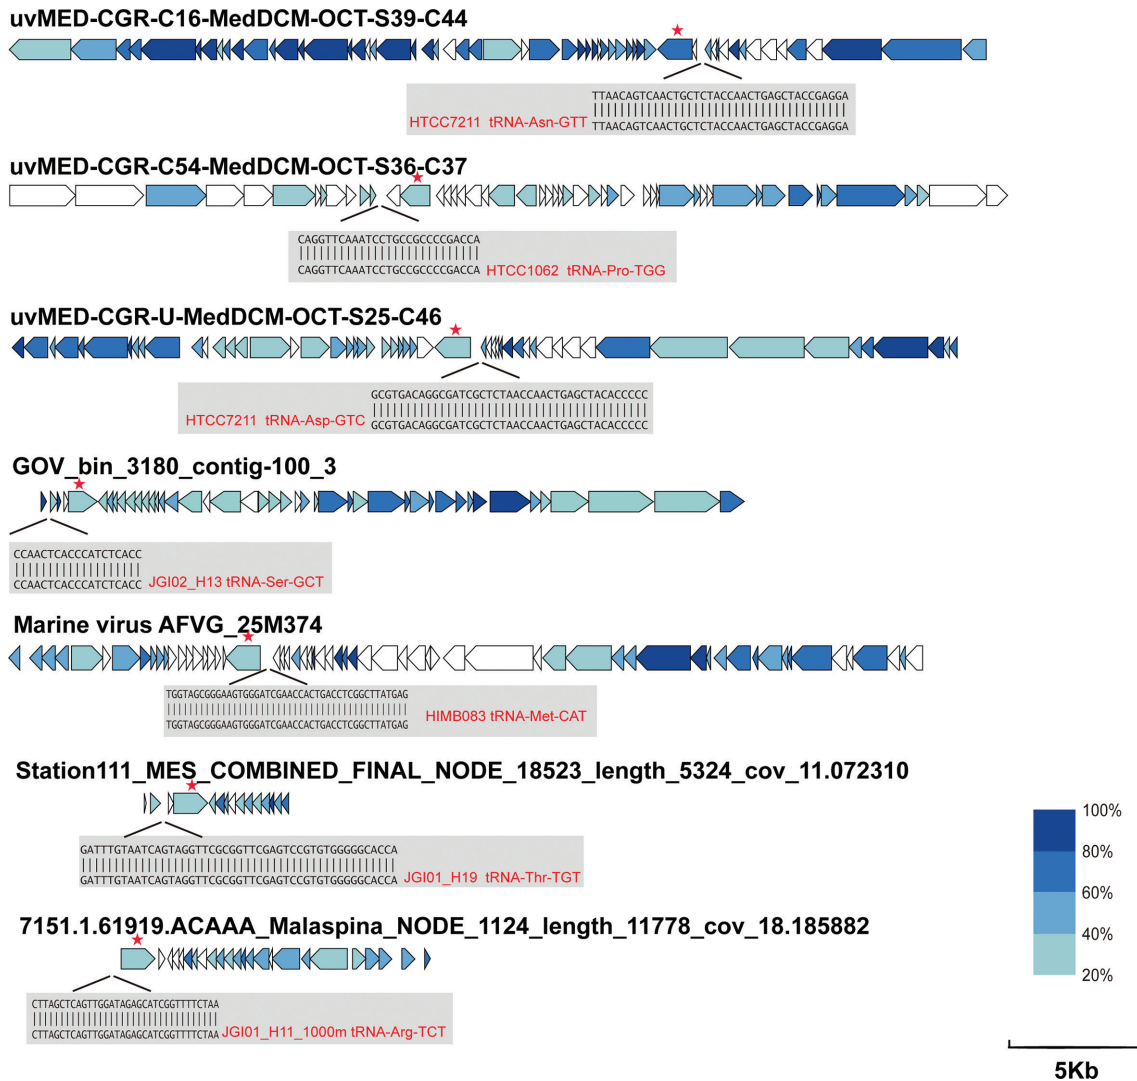 uvMED-CGR-C16-MedDCM-OCT-S39-C44
TTAACAGTCAACTGCTCTACCAACTGAGCTACCGAGGA
HTCC7211 tRNA-Asn-GTT
TTAACAGTCAACTGCTCTACCAACTGAGCTACCGAGGA
uvMED-CGR-C54-MedDCM-OCT-S36-C37
CAGGTTCAAATCCTGCCGCCCCGACCA
CAGGTTCAAATCCTGCCGCCCCGACCA HTCC1062 tRNA-Pro-TGG
uvMED-CGR-U-MedDCM-OCT-S25-C46
GCGTGACAGGCGATCGCTCTAACCAACTGAGCTACACCCCC
HTCC7211 tRNA-Asp-GTC
GCGTGACAGGCGATCGCTCTAACCAACTGAGCTACACCCCC
GOV_bin_3180_contig-100_3
CCAACTCACCCATCTCACC
CCAACTCACCCATCTCACC JGI02_H13 tRNA-Ser-GCT
Marine virus AFVG_25M374
TGGTAGCGGGAAGTGGGATCGAACCACTGACCTCGGCTTATGAG
HIMB083 tRNA-Met-CAT
TGGTAGCGGGAAGTGGGATCGAACCACTGACCTCGGCTTATGAG
Station111_MES_COMBINED_FINAL_NODE_18523_length_5324_cov_11.072310
GATTTGTAATCAGTAGGTTCGCGGTTCGAGTCCGTGTGGGGGCACCA
GATTTGTAATCAGTAGGTTCGCGGTTCGAGTCCGTGTGGGGGCACCA JGI01_H19 tRNA-Thr-TGT
7151.1.61919.ACAAA_Malaspina_NODE_1124_length_11778_cov_18.185882
CTTAGCTCAGTTGGATAGAGCATCGGTTTTCTAA
CTTAGCTCAGTTGGATAGAGCATCGGTTTTCTAA JGI01_H11_1000m tRNA-Arg-TCT
100%
80%
60%
40%
20%
5Kb